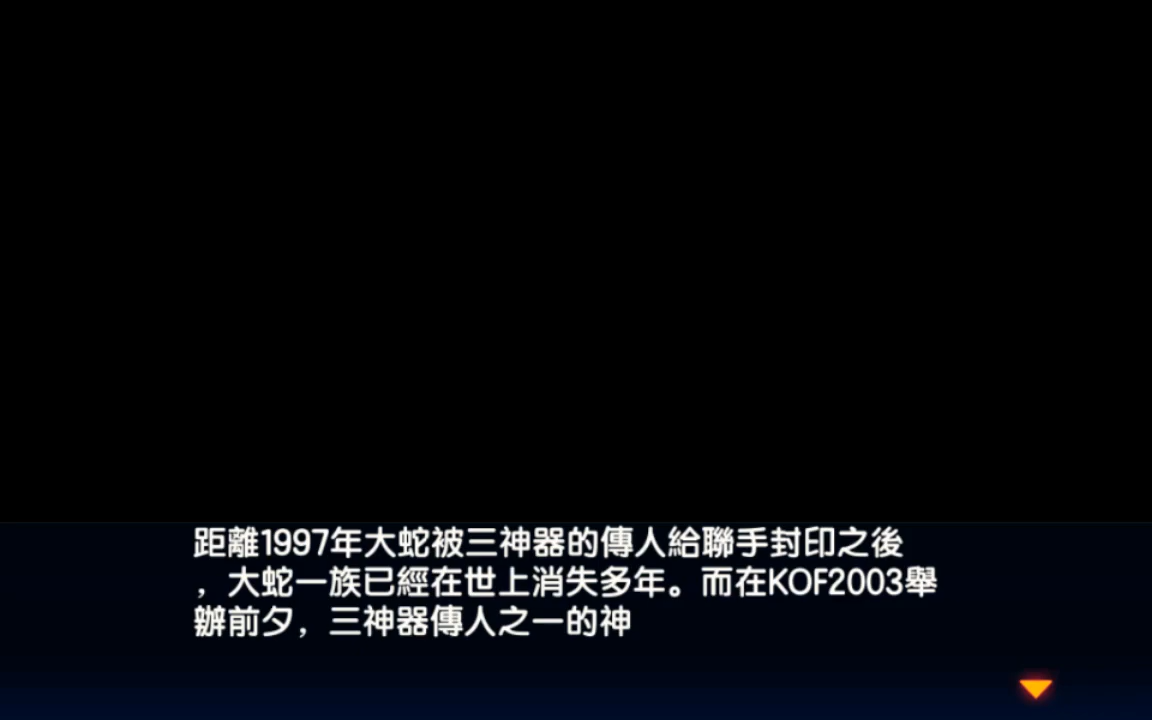 距離1997年大蛇被三神器的傳人給聯手封印之後
，大蛇一族已經在世上消失多年。而在KOF2003舉
辦前夕，三神器傳人之一的神